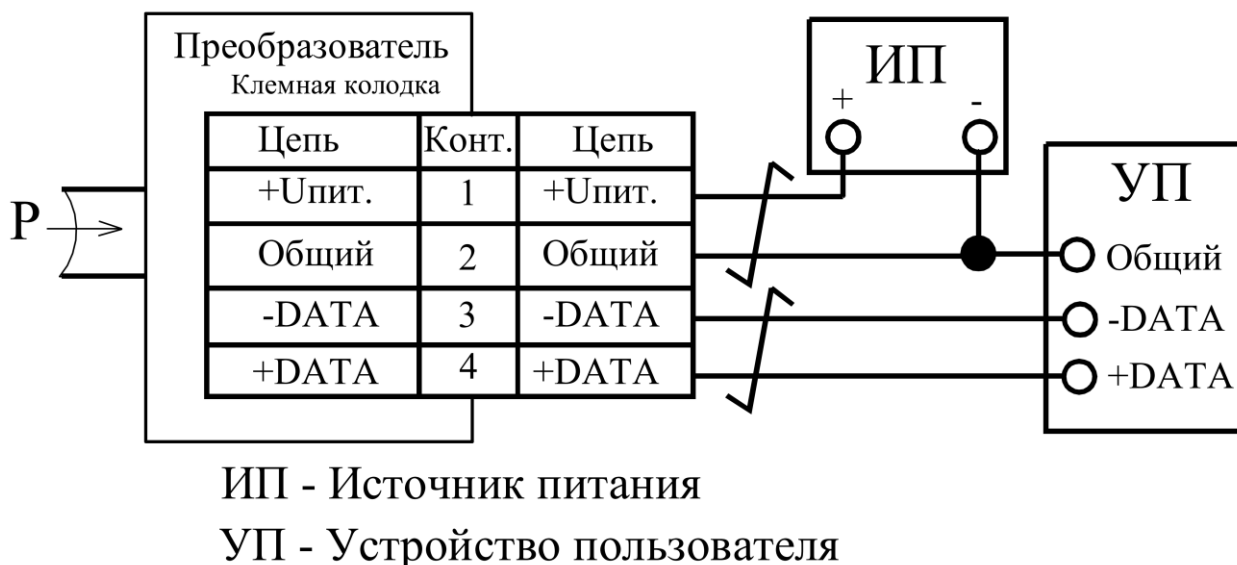 Преобразователь
Клемная колодка
ИП
+ -
Цепь Конт. Цепь
+Uпит. 1 +Uпит.
УП
P
Общий 2 Общий
Общий
-DATA 3 -DATA
-DATA
+DATA 4 +DATA
+DATA
ИП - Источник питания
УП - Устройство пользователя